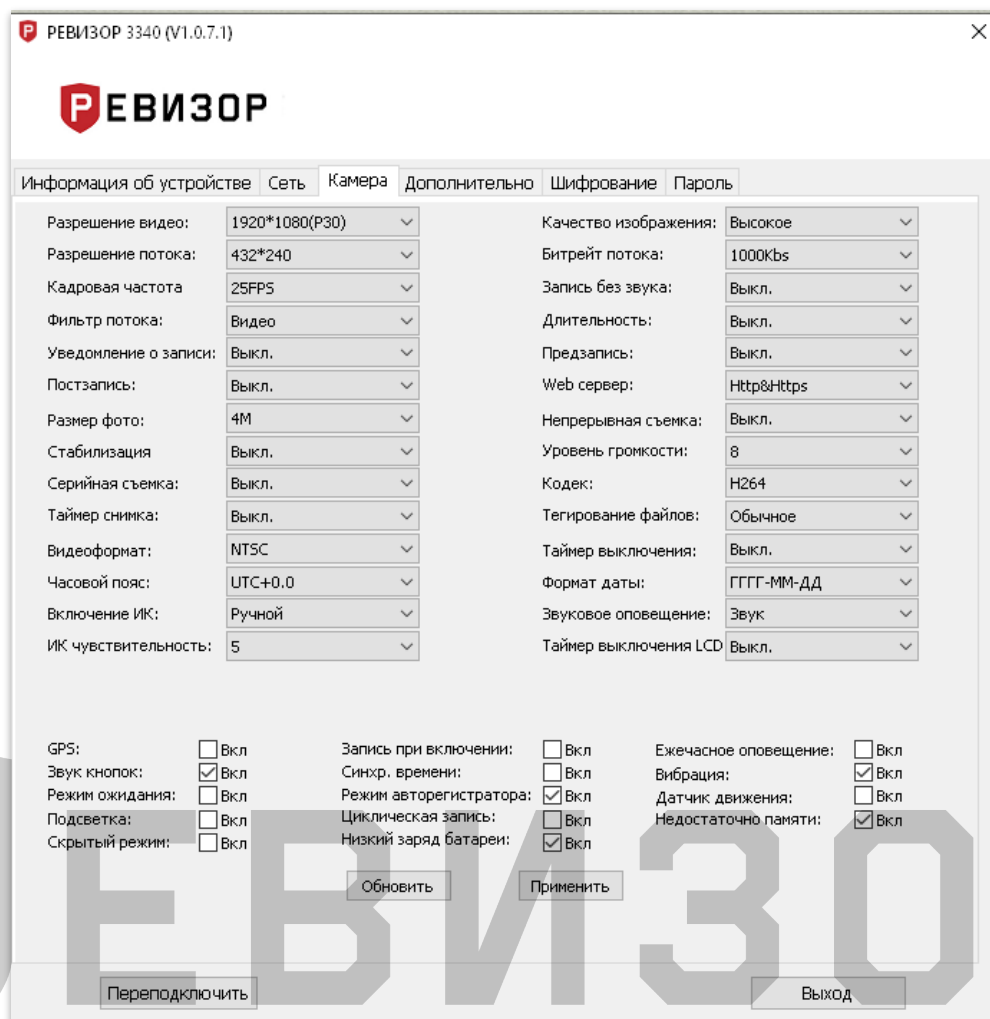 РЕВИЗОР 3340 (V1.0.7.1)
РЕВИЗОР
Информация об устройстве Сеть Камера Дополнительно Шифрование Пароль
Разрешение видео: 1920*1080(P30) Качество изображения: Высокое
Разрешение потока: 432*240 Битрейт потока: 1000Kbs
Кадровая частота 25FPS Запись без звука: Выкл.
Фильтр потока: Видео Длительность: Выкл.
Уведомление о записи: Выкл. Предзапись: Выкл.
Постзапись: Выкл. Web сервер: Http&Https
Размер фото: 4M Непрерывная съемка: Выкл.
Стабилизация Выкл. Уровень громкости: 8
Серийная съемка: Выкл. Кодек: H264
Таймер снимка: Выкл. Тегирование файлов: Обычное
Видеоформат: NTSC Таймер выключения: Выкл.
Часовой пояс: UTC+0.0 Формат даты: ГГГГ-ММ-ДД
Включение ИК: Ручной Звуковое оповещение: Звук
ИК чувствительность: 5 Таймер выключения LCD Выкл.
GPS: Вкл Запись при включении: Вкл Ежечасное оповещение: Вкл
Звук кнопок: Вкл Синхр. времени: Вкл Вибрация: Вкл
Режим ожидания: Вкл Режим авторегистратора: Вкл Датчик движения: Вкл
Подсветка: Вкл Циклическая запись: Вкл Недостаточно памяти: Вкл
Скрытый режим: Вкл Низкий заряд батареи: Вкл
Обновить Применить
ЕВИЗО
Переподключить Выход